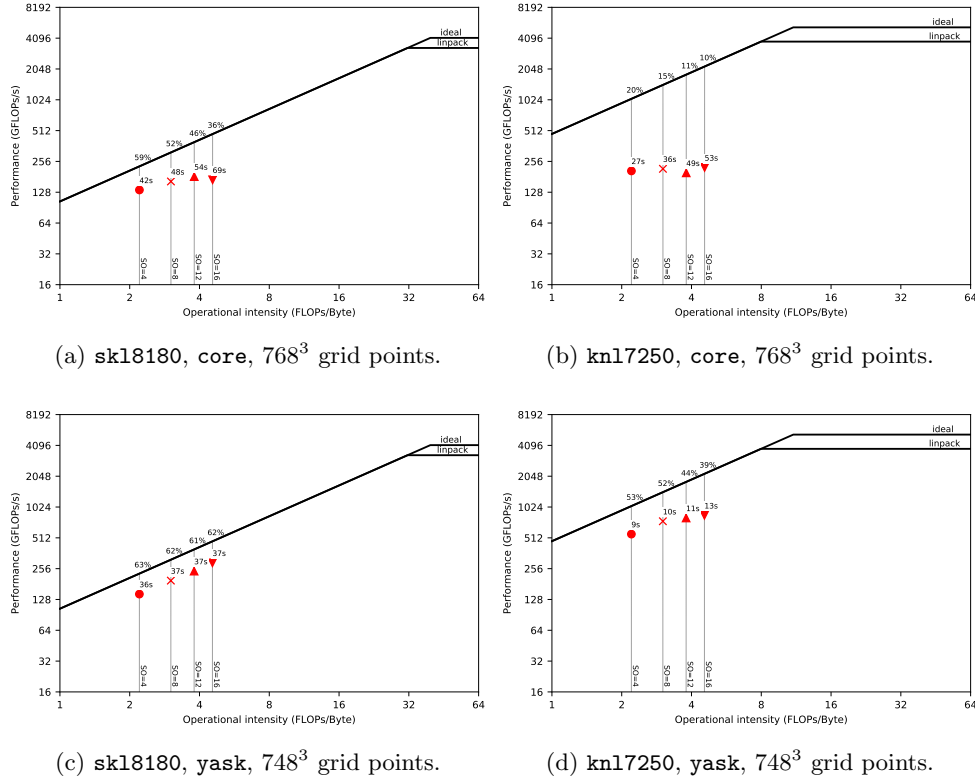 8192
4096
2048
1024
512
256
128
64
32
16
Performance (GFLOPs/s)
ideal
linpack
59% 52% 46% 36%
42s 48s 54s 69s
SO=4 SO=8 SO=12 SO=16
1 2 4 8 16 32 64
Operational intensity (FLOPs/Byte)
(a) skl8180, core, 768³ grid points.
8192
4096
2048
1024
512
256
128
64
32
16
Performance (GFLOPs/s)
ideal
linpack
20% 15% 11% 10%
27s 36s 49s 53s
SO=4 SO=8 SO=12 SO=16
1 2 4 8 16 32 64
Operational intensity (FLOPs/Byte)
(b) knl7250, core, 768³ grid points.
8192
4096
2048
1024
512
256
128
64
32
16
Performance (GFLOPs/s)
ideal
linpack
63% 62% 61% 62%
36s 37s 37s 37s
SO=4 SO=8 SO=12 SO=16
1 2 4 8 16 32 64
Operational intensity (FLOPs/Byte)
(c) skl8180, yask, 748³ grid points.
8192
4096
2048
1024
512
256
128
64
32
16
Performance (GFLOPs/s)
ideal
linpack
53% 52% 44% 39%
9s 10s 11s 13s
SO=4 SO=8 SO=12 SO=16
1 2 4 8 16 32 64
Operational intensity (FLOPs/Byte)
(d) knl7250, yask, 748³ grid points.